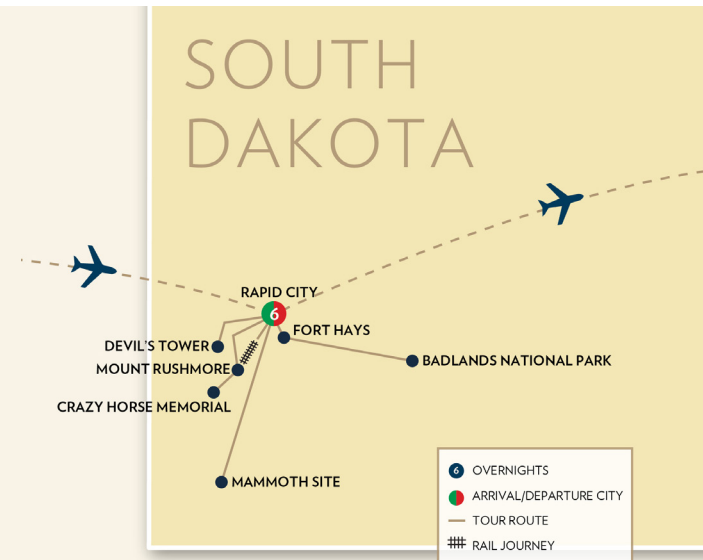 SOUTH
DAKOTA
RAPID CITY
6
FORT HAYS
DEVIL'S TOWER
BADLANDS NATIONAL PARK
MOUNT RUSHMORE
CRAZY HORSE MEMORIAL
MAMMOTH SITE
6 OVERNIGHTS
ARRIVAL/DEPARTURE CITY
TOUR ROUTE
RAIL JOURNEY